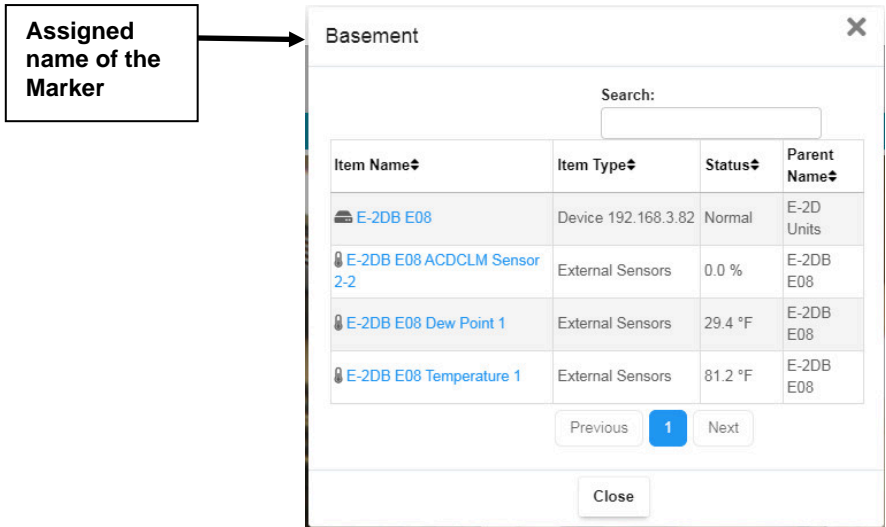 Assigned
name of the
Marker
Basement
Search:
Item Name Item Type Status Parent
Name
E-2DB E08 Device 192.168.3.82 Normal E-2D
Units
E-2DB E08 ACDCLM Sensor
2-2 External Sensors 0.0 % E-2DB
E08
E-2DB E08 Dew Point 1 External Sensors 29.4 °F E-2DB
E08
E-2DB E08 Temperature 1 External Sensors 81.2 °F E-2DB
E08
Previous 1 Next
Close